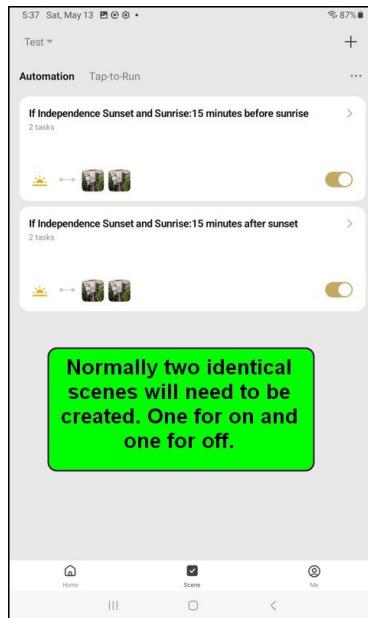 5:37 Sat, May 13
87%
Test
Automation Tap-to-Run
If Independence Sunset and Sunrise:15 minutes before sunrise
2 tasks
If Independence Sunset and Sunrise:15 minutes after sunset
2 tasks
Normally two identical
scenes will need to be
created. One for on and
one for off.
Home Scene Me